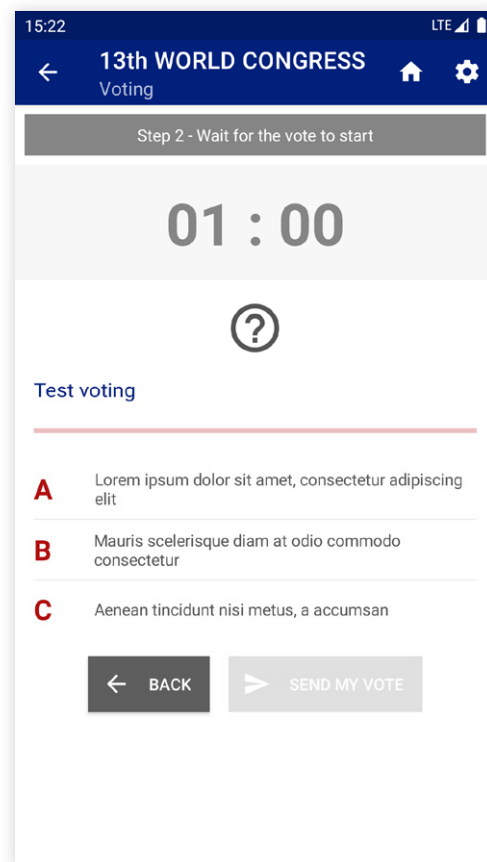 15:22 LTE
13th WORLD CONGRESS
Voting
Step 2 - Wait for the vote to start
01 : 00
?
Test voting
A Lorem ipsum dolor sit amet, consectetur adipiscing
elit
B Mauris scelerisque diam at odio commodo
consectetur
C Aenean tincidunt nisi metus, a accumsan
BACK SEND MY VOTE